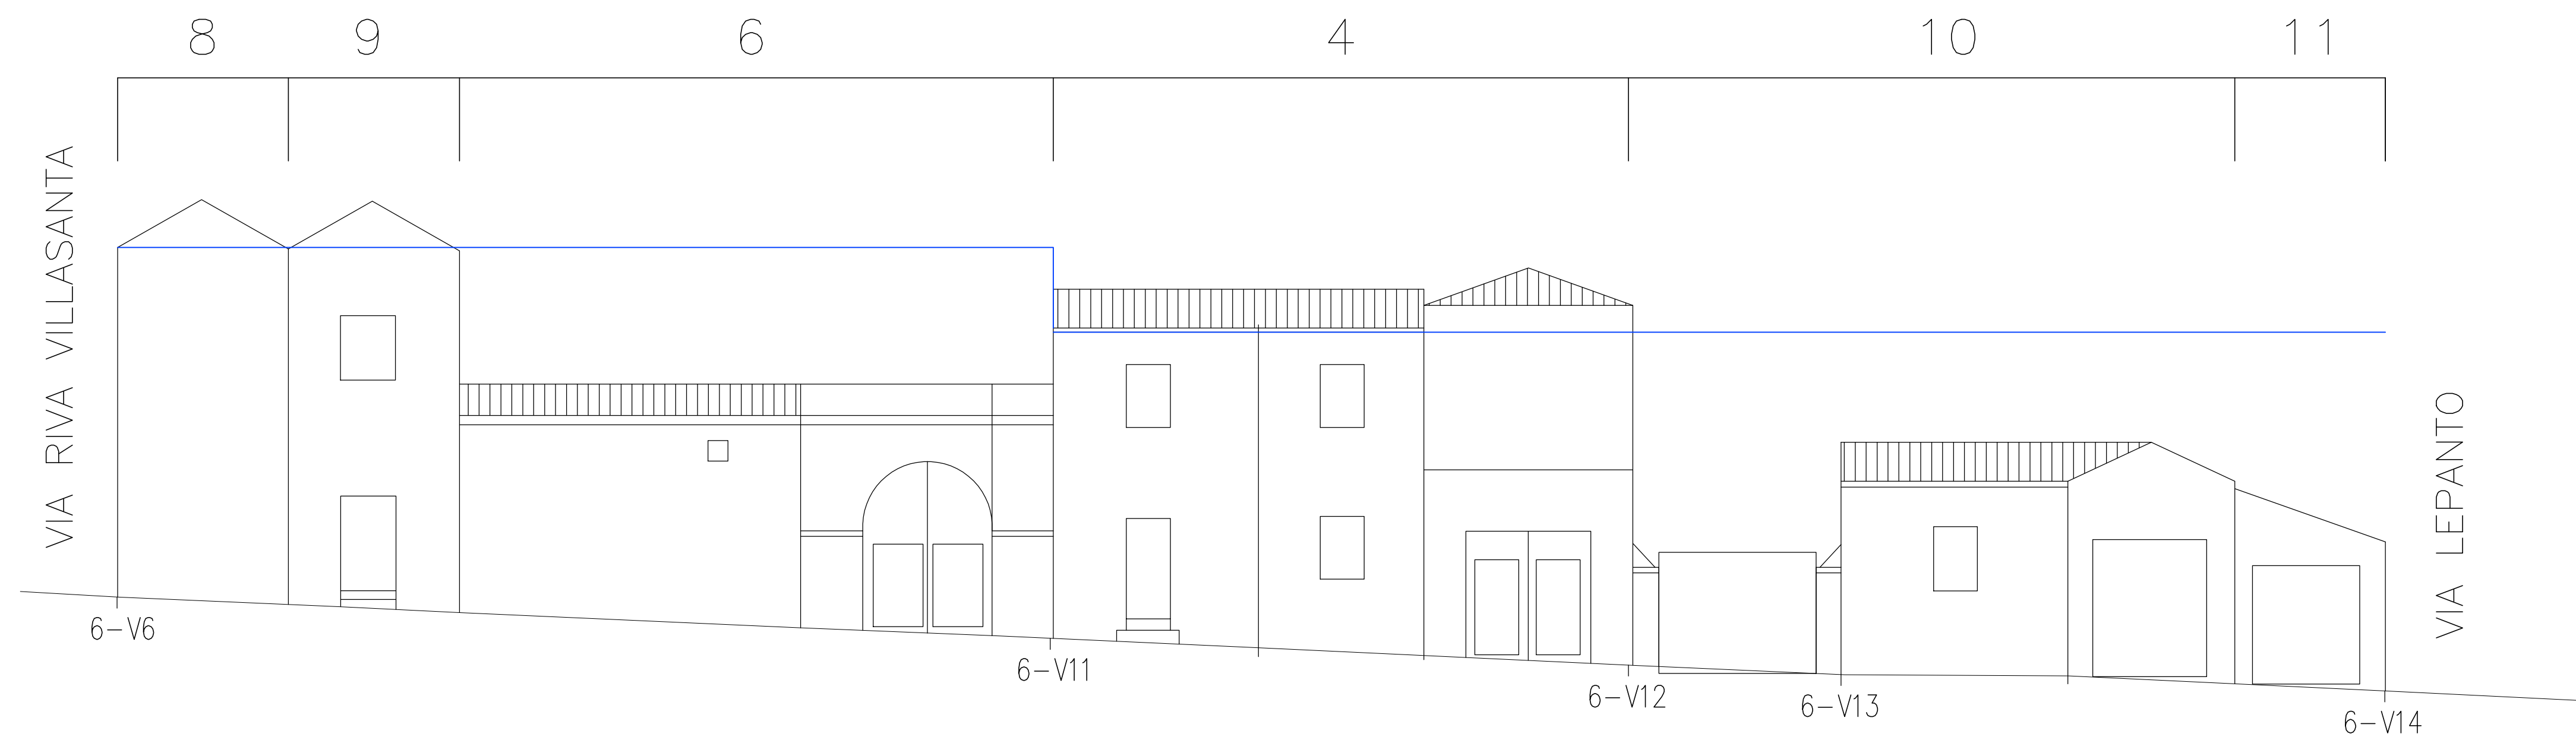 8
9
6
4
10
11
VIA RIVA VILLASANTA
VIA LEPANTO
6-V6
6-V11
6-V12
6-V13
6-V14